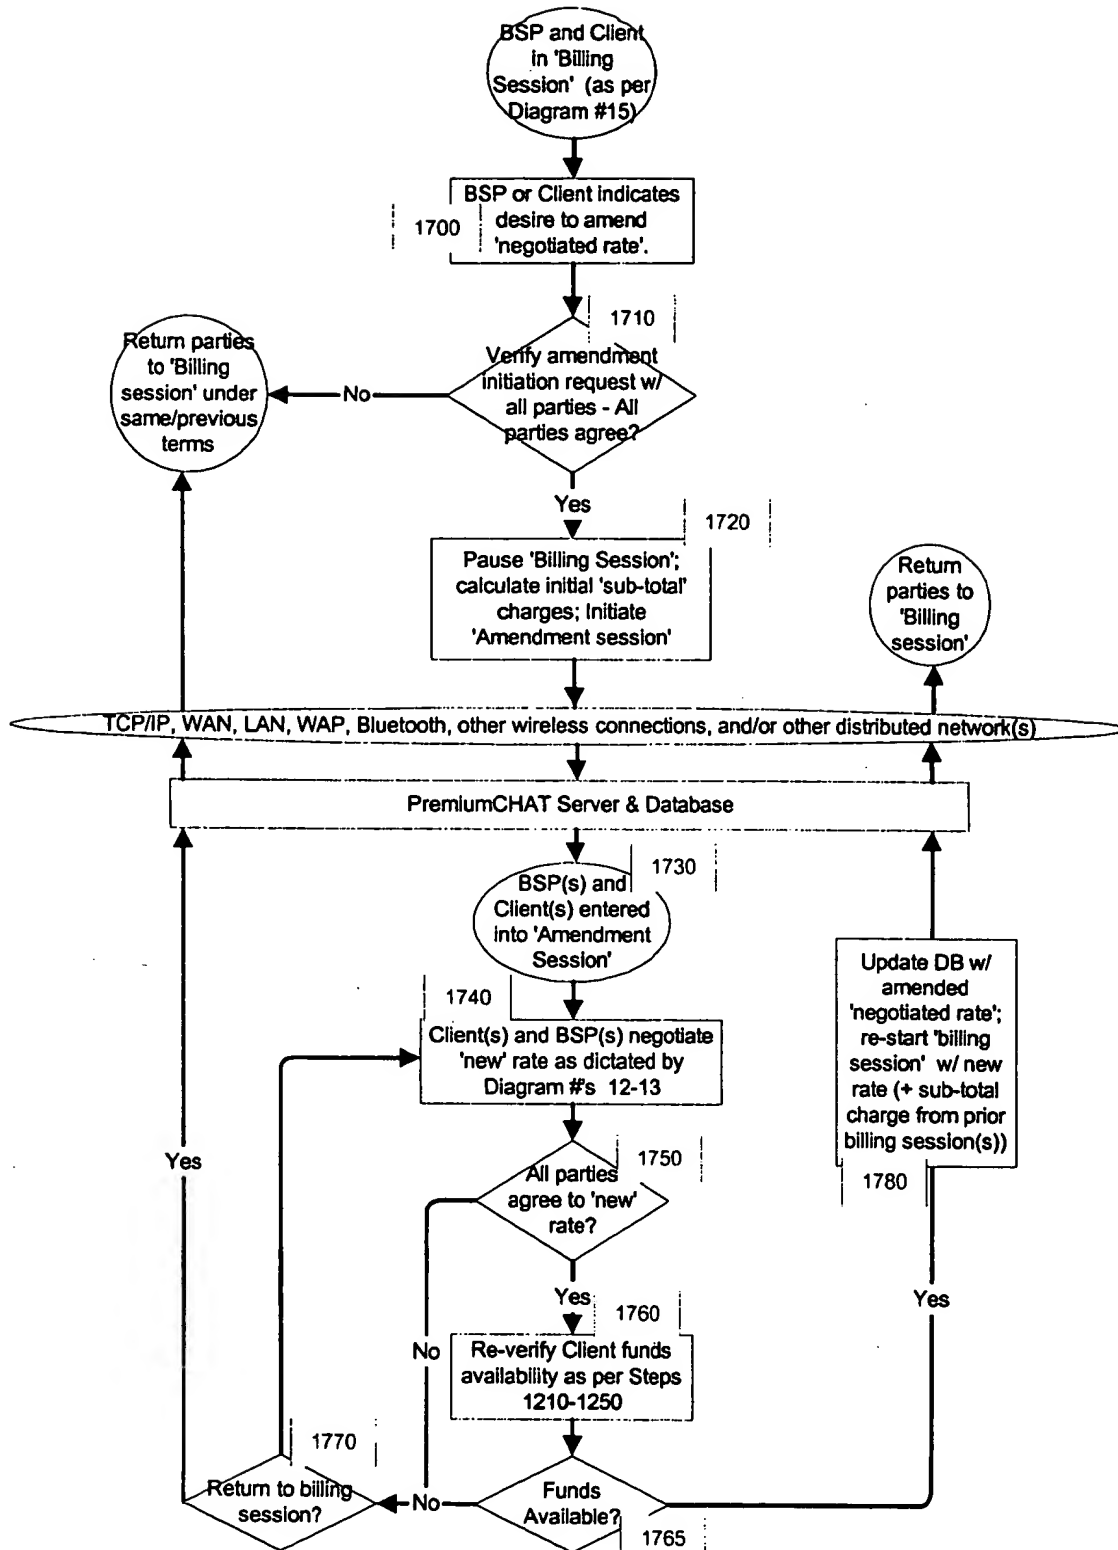 BSP and Client
in 'Billing
Session' (as per
Diagram #15)
BSP or Client indicates
desire to amend
'negotiated rate'.
1700
1710
Verify amendment
initiation request w/
all parties - All
parties agree?
No
Return parties
to 'Billing
session' under
same/previous
terms
Yes
1720
Pause 'Billing Session';
calculate initial 'sub-total'
charges; Initiate
'Amendment session'
Return
parties to
'Billing
session'
TCP/IP, WAN, LAN, WAP, Bluetooth, other wireless connections, and/or other distributed network(s)
PremiumCHAT Server & Database
1730
BSP(s) and
Client(s) entered
into 'Amendment
Session'
1740
Client(s) and BSP(s) negotiate
'new' rate as dictated by
Diagram #'s 12-13
Update DB w/
amended
'negotiated rate';
re-start 'billing
session' w/ new
rate (+ sub-total
charge from prior
billing session(s))
1780
Yes
1750
All parties
agree to 'new'
rate?
Yes
1760
Yes
No
Re-verify Client funds
availability as per Steps
1210-1250
1770
Return to billing
session?
No
Funds
Available?
1765